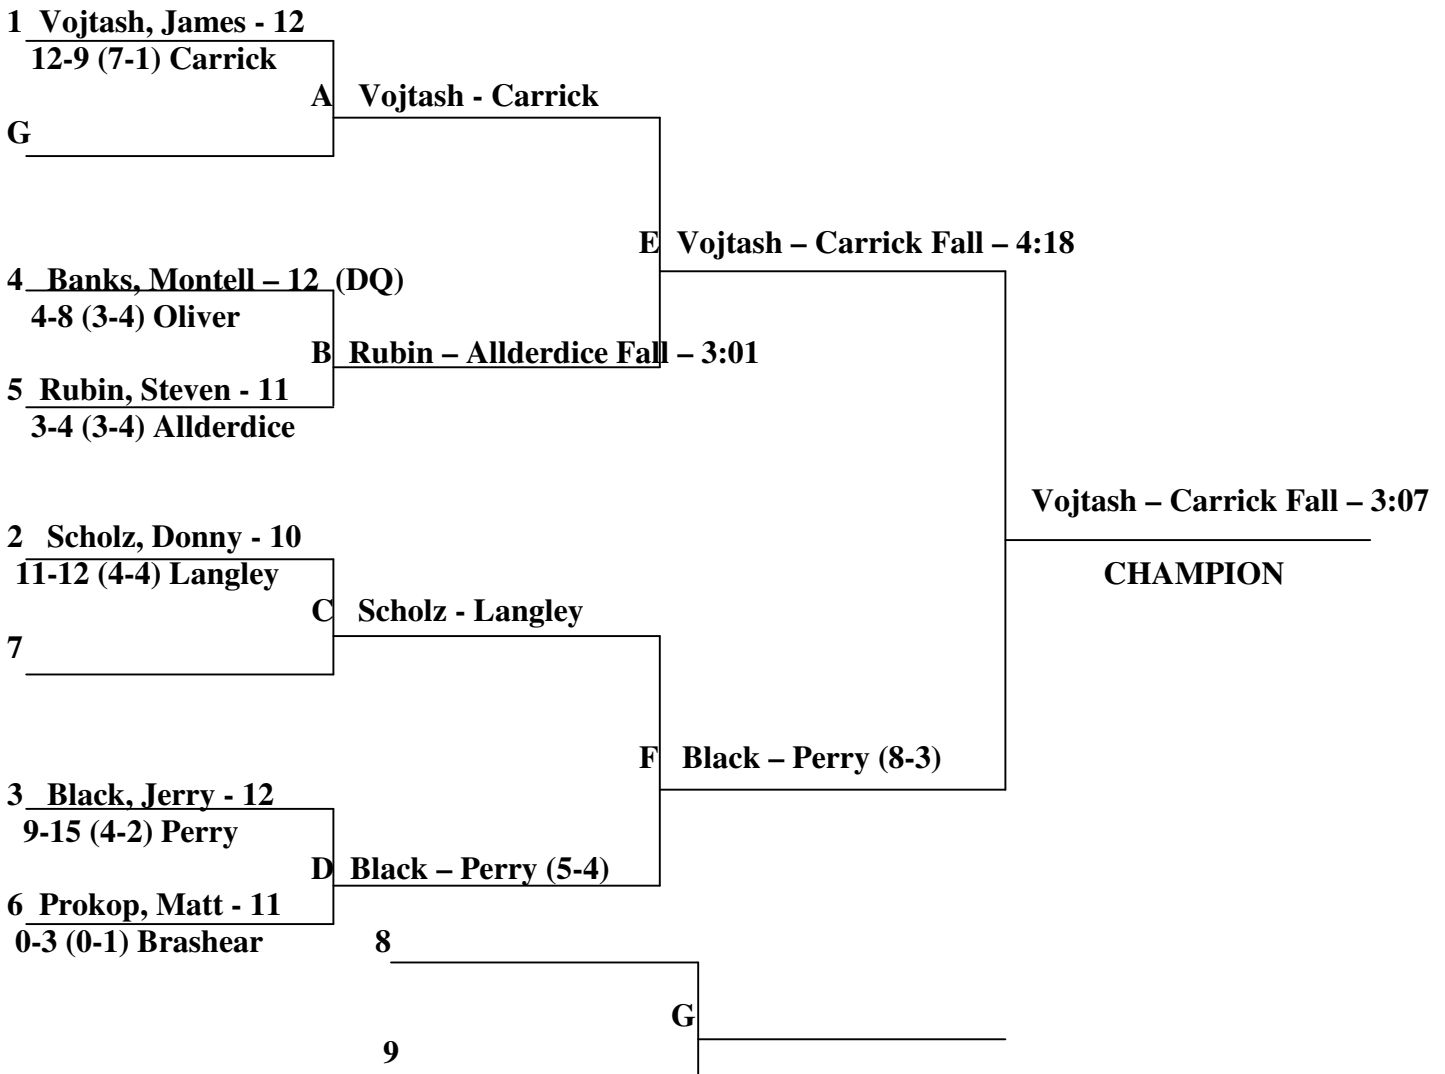 1 Vojtash, James - 12
12-9 (7-1) Carrick
A Vojtash - Carrick
G
E Vojtash – Carrick Fall – 4:18
4 Banks, Montell – 12 (DQ)
4-8 (3-4) Oliver
B Rubin – Allderdice Fall – 3:01
5 Rubin, Steven - 11
3-4 (3-4) Allderdice
Vojtash – Carrick Fall – 3:07
CHAMPION
2 Scholz, Donny - 10
11-12 (4-4) Langley
C Scholz - Langley
7
F Black – Perry (8-3)
3 Black, Jerry - 12
9-15 (4-2) Perry
D Black – Perry (5-4)
6 Prokop, Matt - 11
0-3 (0-1) Brashear
8
G
9